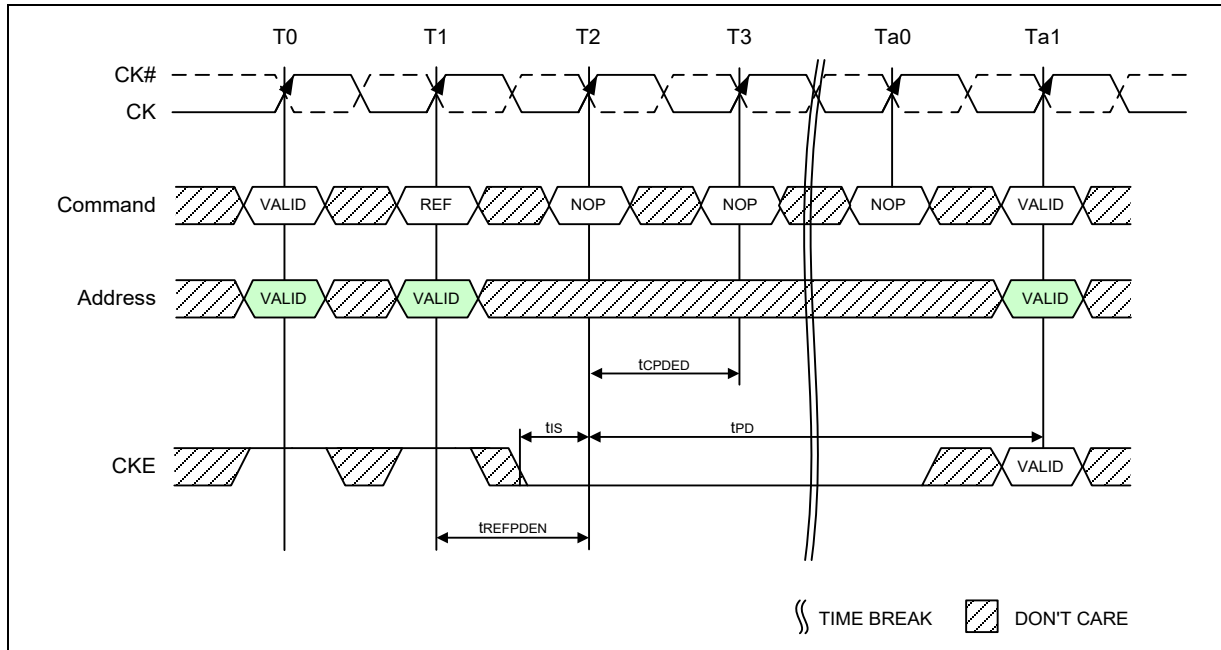 T0 T1 T2 T3 Ta0 Ta1
CK#
CK
Command VALID REF NOP NOP NOP VALID
Address VALID VALID VALID
tCPDED
tIS tPD
CKE VALID
tREFPDEN
TIME BREAK DON'T CARE